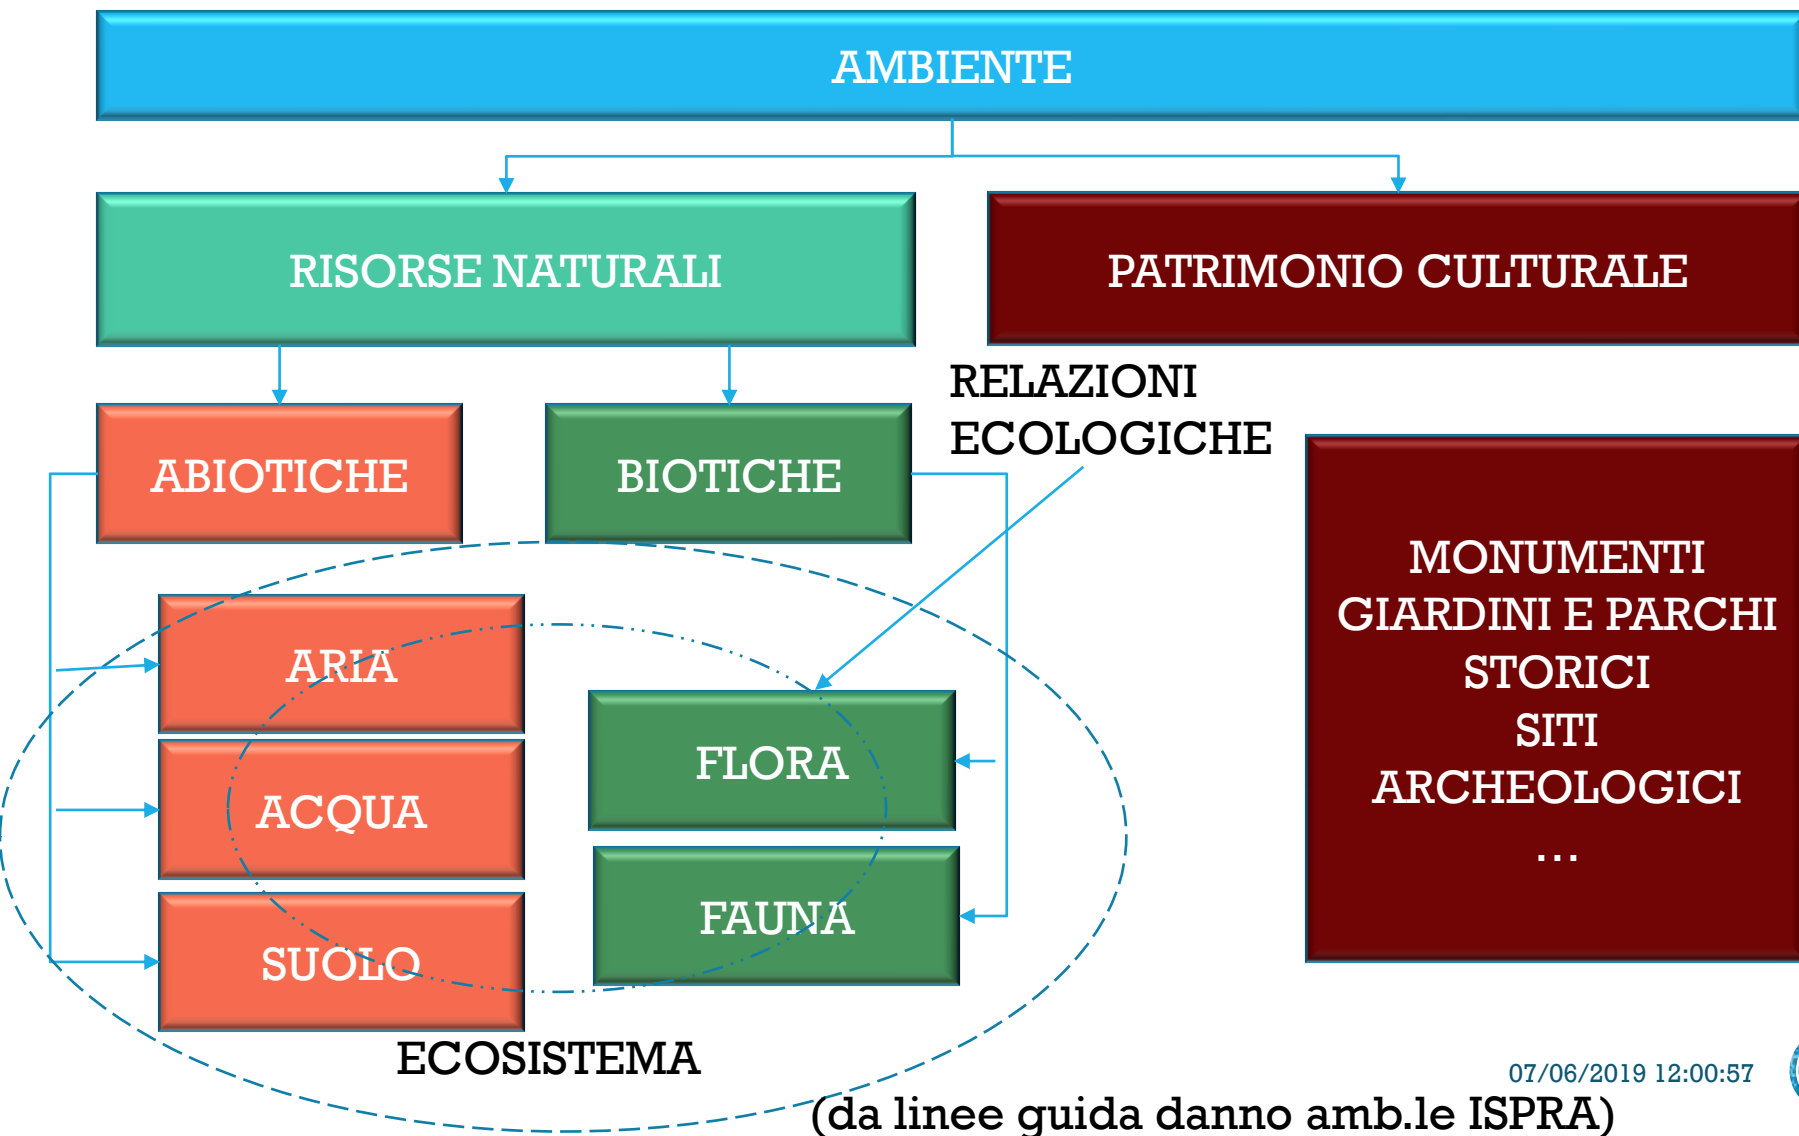 AMBIENTE
RISORSE NATURALI
PATRIMONIO CULTURALE
RELAZIONI
ECOLOGICHE
ABIOTICHE
BIOTICHE
MONUMENTI
GIARDINI E PARCHI
STORICI
SITI
ARCHEOLOGICI
...
ARIA
ACQUA
SUOLO
FLORA
FAUNA
ECOSISTEMA
07/06/2019 12:00:57
(da linee guida danno amb.le ISPRA)